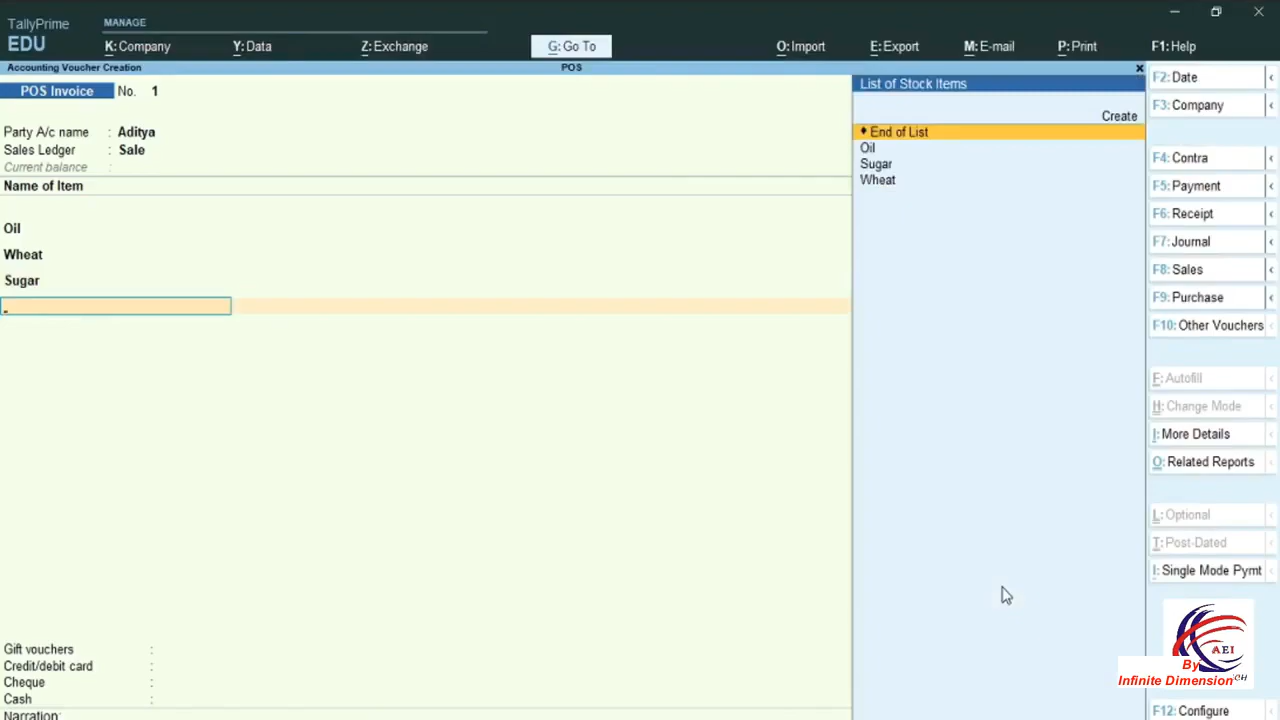 TallyPrime
EDU
MANAGE
K: Company
Y: Data
Z: Exchange
G: Go To
O: Import
E: Export
M: E-mail
P: Print
F1: Help
Accounting Voucher Creation
POS
POS Invoice No. 1
Party A/c name : Aditya
Sales Ledger : Sale
Current balance :
Name of Item
Oil
Wheat
Sugar
Gift vouchers :
Credit/debit card :
Cheque :
Cash :
Narration:
List of Stock Items
Create
♦ End of List
Oil
Sugar
Wheat
F2: Date
F3: Company
F4: Contra
F5: Payment
F6: Receipt
F7: Journal
F8: Sales
F9: Purchase
F10: Other Vouchers
F: Autofill
H: Change Mode
I: More Details
O: Related Reports
L: Optional
T: Post-Dated
I: Single Mode Pymt
AEI
By
Infinite Dimension
F12: Configure